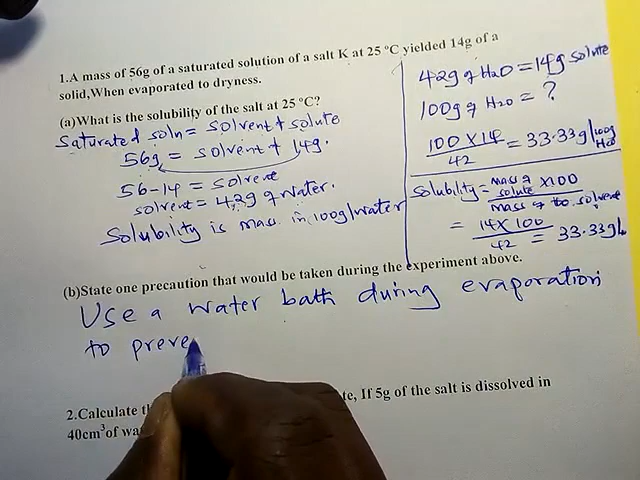 1.A mass of 56g of a saturated solution of a salt K at 25 °C yielded 14g of a
solid,When evaporated to dryness.
(a)What is the solubility of the salt at 25 °C?
Saturated soln = solvent + solute
56g = solvent + 14g.
56-14 = solvent
solvent = 42g of water.
Solubility is mass in 100g/water
42g of H2O = 14g solute
100g of H2O = ?
100 x 14
42
= 33.33g/100g H2O
Solubility = mass of solute x 100
mass of the solvent
= 14 x 100
42
= 33.33g/
(b)State one precaution that would be taken during the experiment above.
Use a water bath during evaporation
to preve
2.Calculate te, If 5g of the salt is dissolved in
40cm³of wa